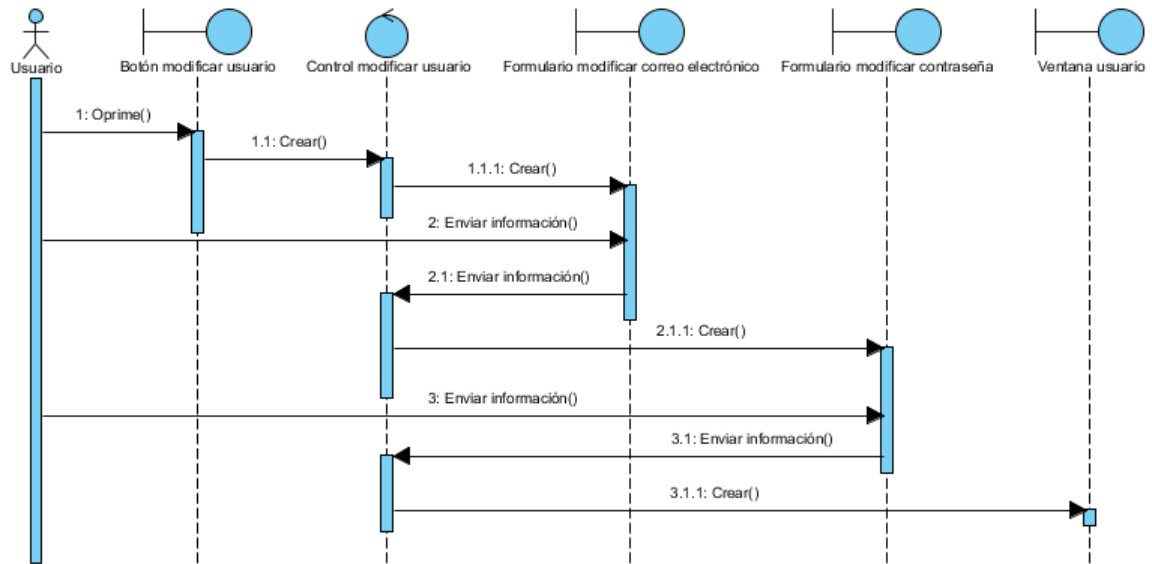 Usuario
Botón modificar usuario
Control modificar usuario
Formulario modificar correo electrónico
Formulario modificar contraseña
Ventana usuario
1: Oprime()
1.1: Crear()
1.1.1: Crear()
2: Enviar información()
2.1: Enviar información()
2.1.1: Crear()
3: Enviar información()
3.1: Enviar información()
3.1.1: Crear()